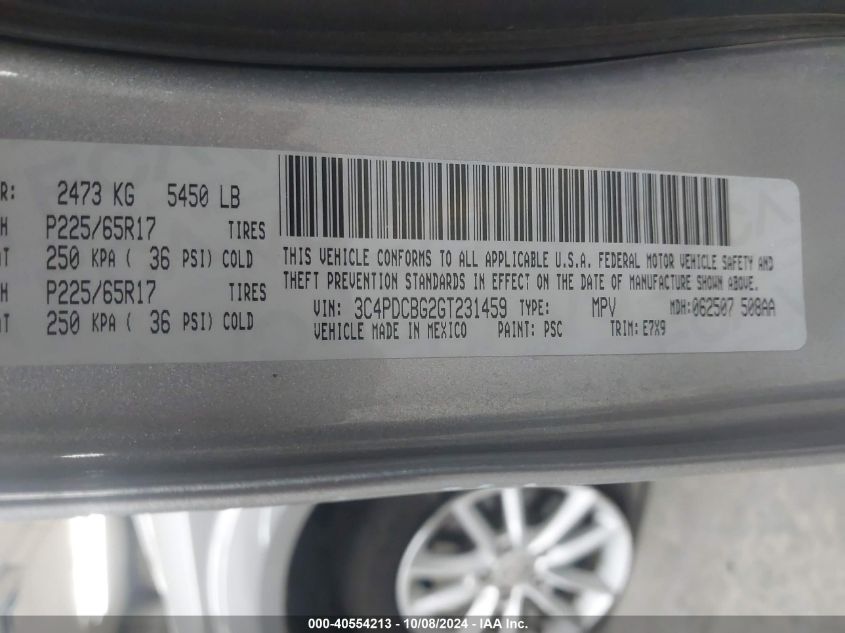 R: 2473 KG 5450 LB
H P225/65R17 TIRES
T 250 KPA ( 36 PSI) COLD
H P225/65R17 TIRES
T 250 KPA ( 36 PSI) COLD
THIS VEHICLE CONFORMS TO ALL APPLICABLE U.S.A. FEDERAL MOTOR VEHICLE SAFETY AND
THEFT PREVENTION STANDARDS IN EFFECT ON THE DATE OF MANUFACTURE SHOWN ABOVE.
VIN: 3C4PDCBG2GT231459 TYPE: MPV MDH:062507 508AA
VEHICLE MADE IN MEXICO PAINT: PSC TRIM: E7X9
000-40554213 - 10/08/2024 - IAA Inc.